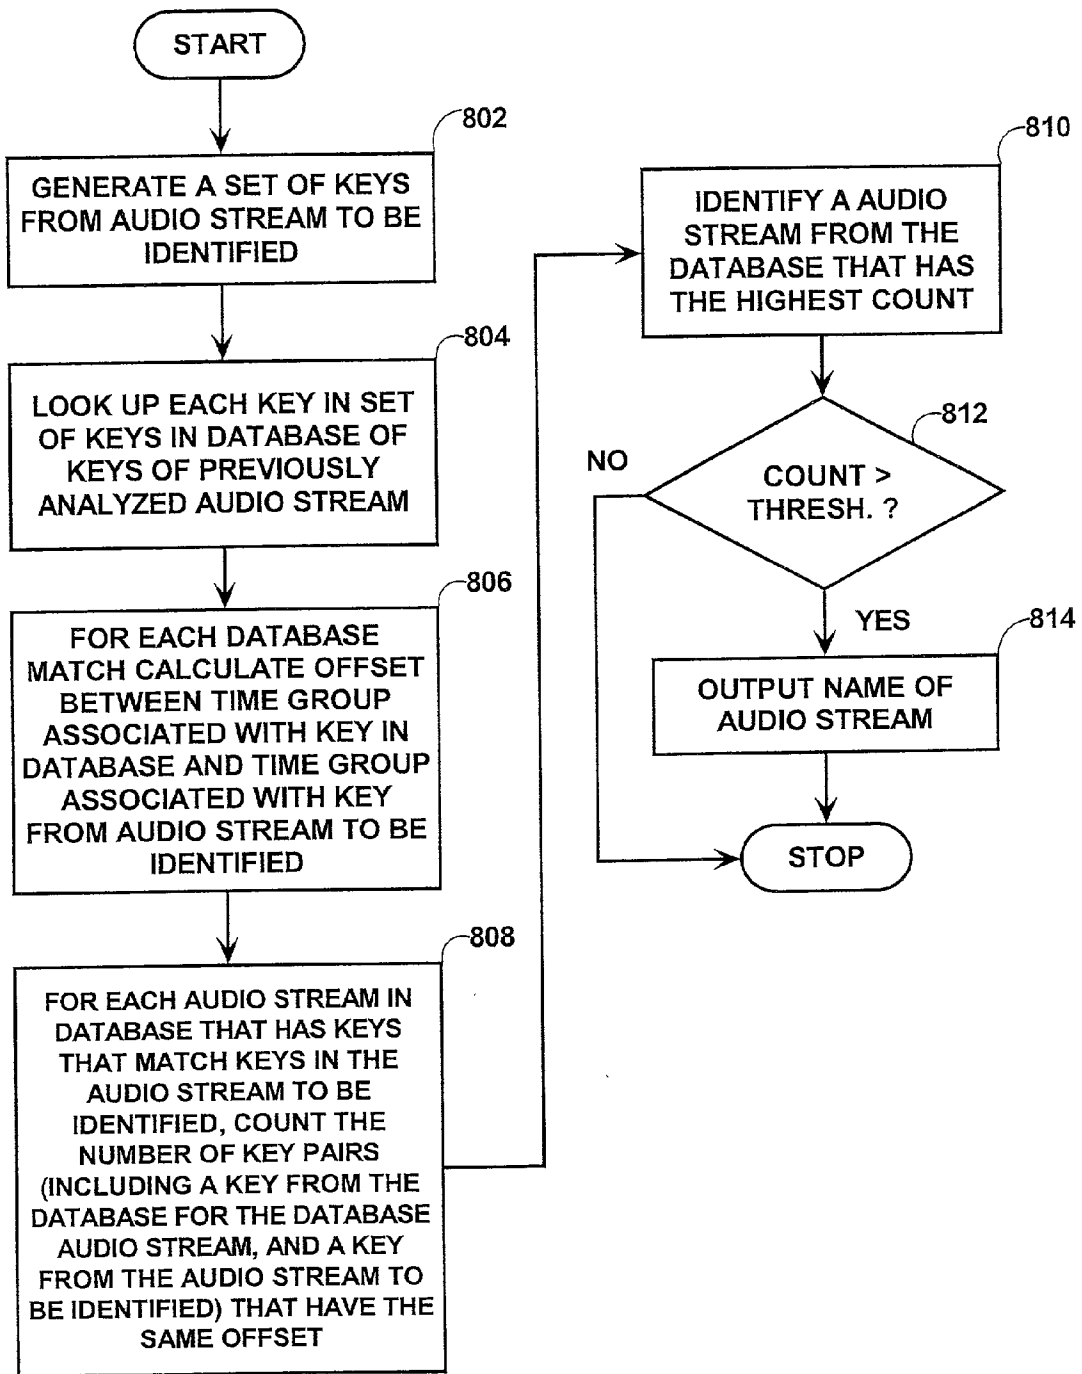 START
802
GENERATE A SET OF KEYS
FROM AUDIO STREAM TO BE
IDENTIFIED
804
LOOK UP EACH KEY IN SET
OF KEYS IN DATABASE OF
KEYS OF PREVIOUSLY
ANALYZED AUDIO STREAM
806
FOR EACH DATABASE
MATCH CALCULATE OFFSET
BETWEEN TIME GROUP
ASSOCIATED WITH KEY IN
DATABASE AND TIME GROUP
ASSOCIATED WITH KEY
FROM AUDIO STREAM TO BE
IDENTIFIED
808
FOR EACH AUDIO STREAM IN
DATABASE THAT HAS KEYS
THAT MATCH KEYS IN THE
AUDIO STREAM TO BE
IDENTIFIED, COUNT THE
NUMBER OF KEY PAIRS
(INCLUDING A KEY FROM THE
DATABASE FOR THE DATABASE
AUDIO STREAM, AND A KEY
FROM THE AUDIO STREAM TO
BE IDENTIFIED) THAT HAVE THE
SAME OFFSET
810
IDENTIFY A AUDIO
STREAM FROM THE
DATABASE THAT HAS
THE HIGHEST COUNT
812
NO
COUNT >
THRESH. ?
YES
814
OUTPUT NAME OF
AUDIO STREAM
STOP